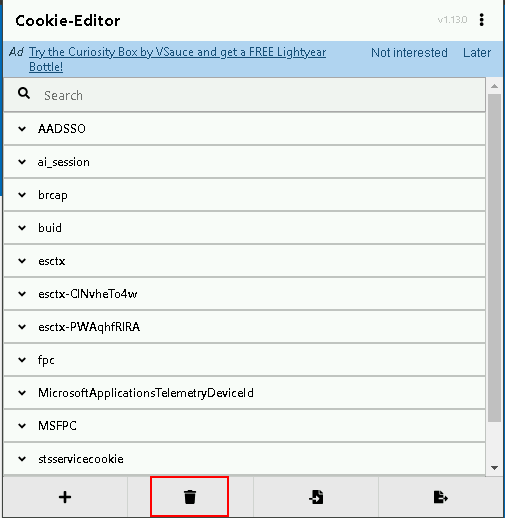 Cookie-Editor
v1.13.0
Ad Try the Curiosity Box by VSauce and get a FREE Lightyear Not interested Later
Bottle!
Search
AADSSO
ai_session
brcap
buid
esctx
esctx-CINvheTo4w
esctx-PWAqhfRIRA
fpc
MicrosoftApplicationsTelemetryDeviceId
MSFPC
stsservicecookie